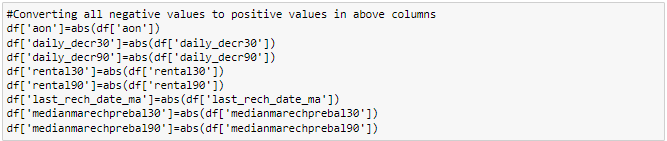 #Converting all negative values to positive values in above columns
df['aon']=abs(df['aon'])
df['daily_decr30']=abs(df['daily_decr30'])
df['daily_decr90']=abs(df['daily_decr90'])
df['rental30']=abs(df['rental30'])
df['rental90']=abs(df['rental90'])
df['last_rech_date_ma']=abs(df['last_rech_date_ma'])
df['medianmarechprebal30']=abs(df['medianmarechprebal30'])
df['medianmarechprebal90']=abs(df['medianmarechprebal90'])